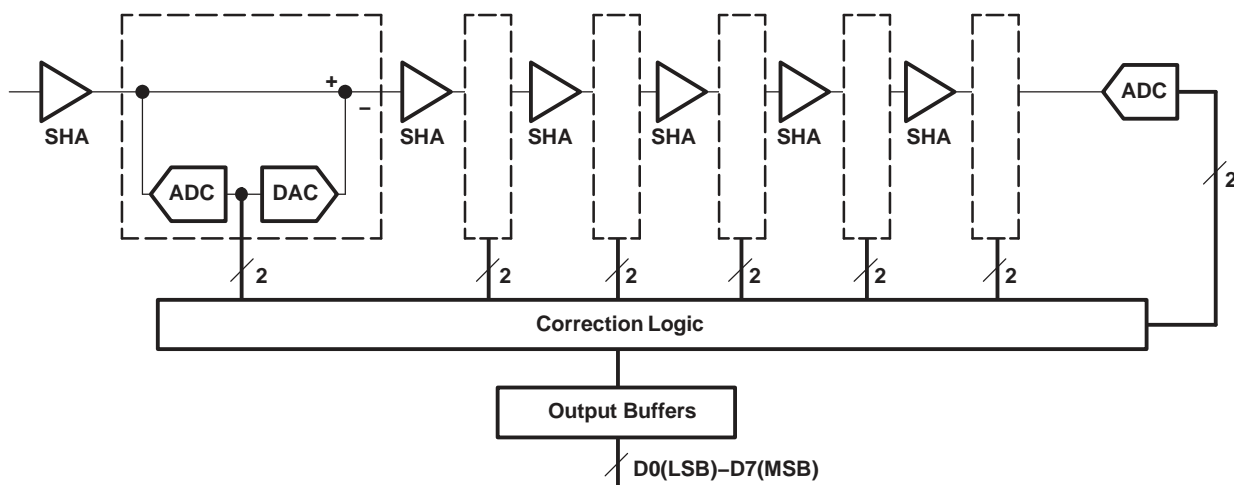 +
–
SHA
SHA
SHA
SHA
SHA
SHA
ADC
ADC
DAC
2
2
2
2
2
2
2
Correction Logic
Output Buffers
D0(LSB)–D7(MSB)